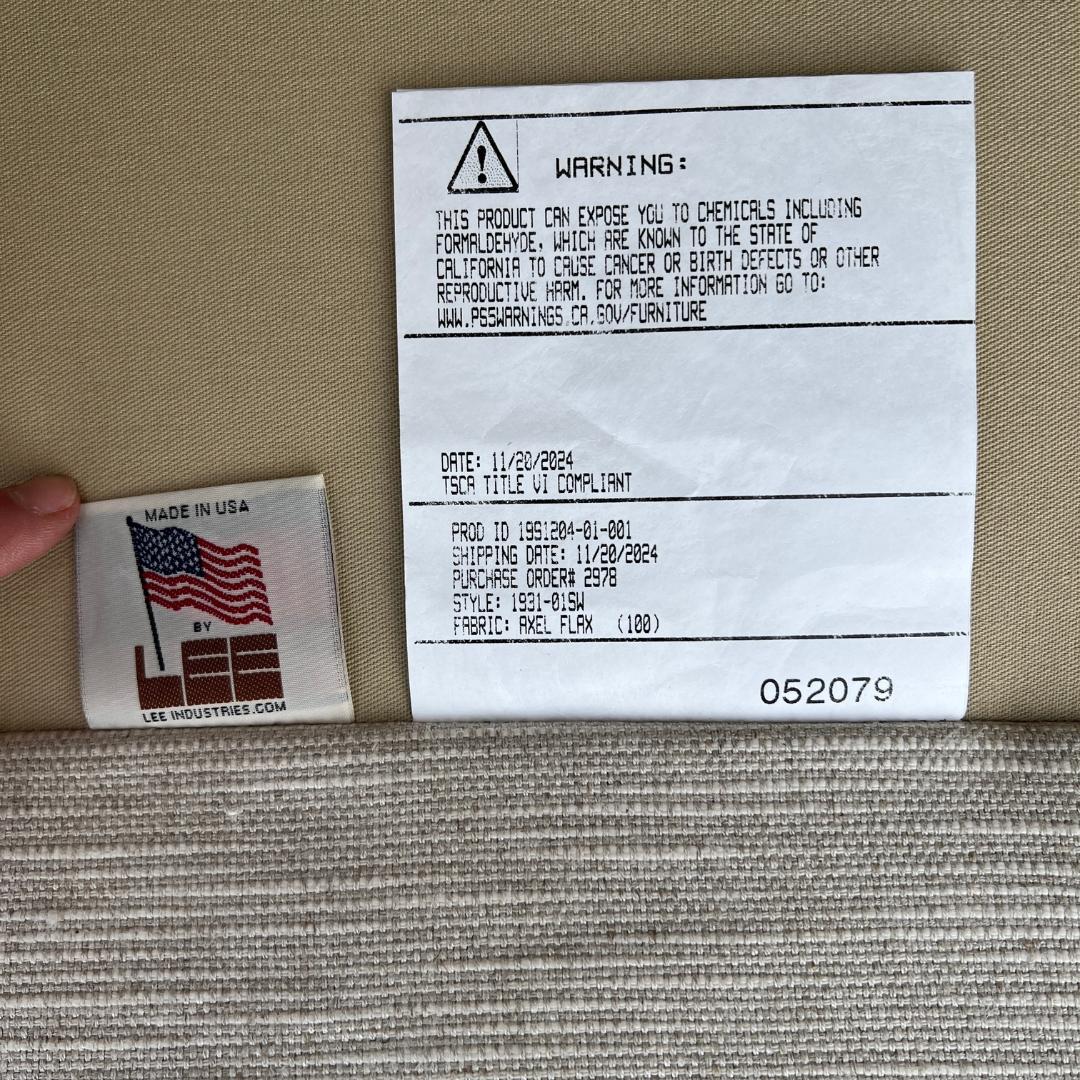 WARNING:
THIS PRODUCT CAN EXPOSE YOU TO CHEMICALS INCLUDING
FORMALDEHYDE, WHICH ARE KNOWN TO THE STATE OF
CALIFORNIA TO CAUSE CANCER OR BIRTH DEFECTS OR OTHER
REPRODUCTIVE HARM. FOR MORE INFORMATION GO TO:
WWW.P65WARNINGS.CA.GOV/FURNITURE
DATE: 11/20/2024
TSCA TITLE VI COMPLIANT
PROD ID 1991204-01-001
SHIPPING DATE: 11/20/2024
PURCHASE ORDER# 2978
STYLE: 1931-01SW
FABRIC: AXEL FLAX (100)
052079
MADE IN USA
BY
LEE
LEE INDUSTRIES.COM